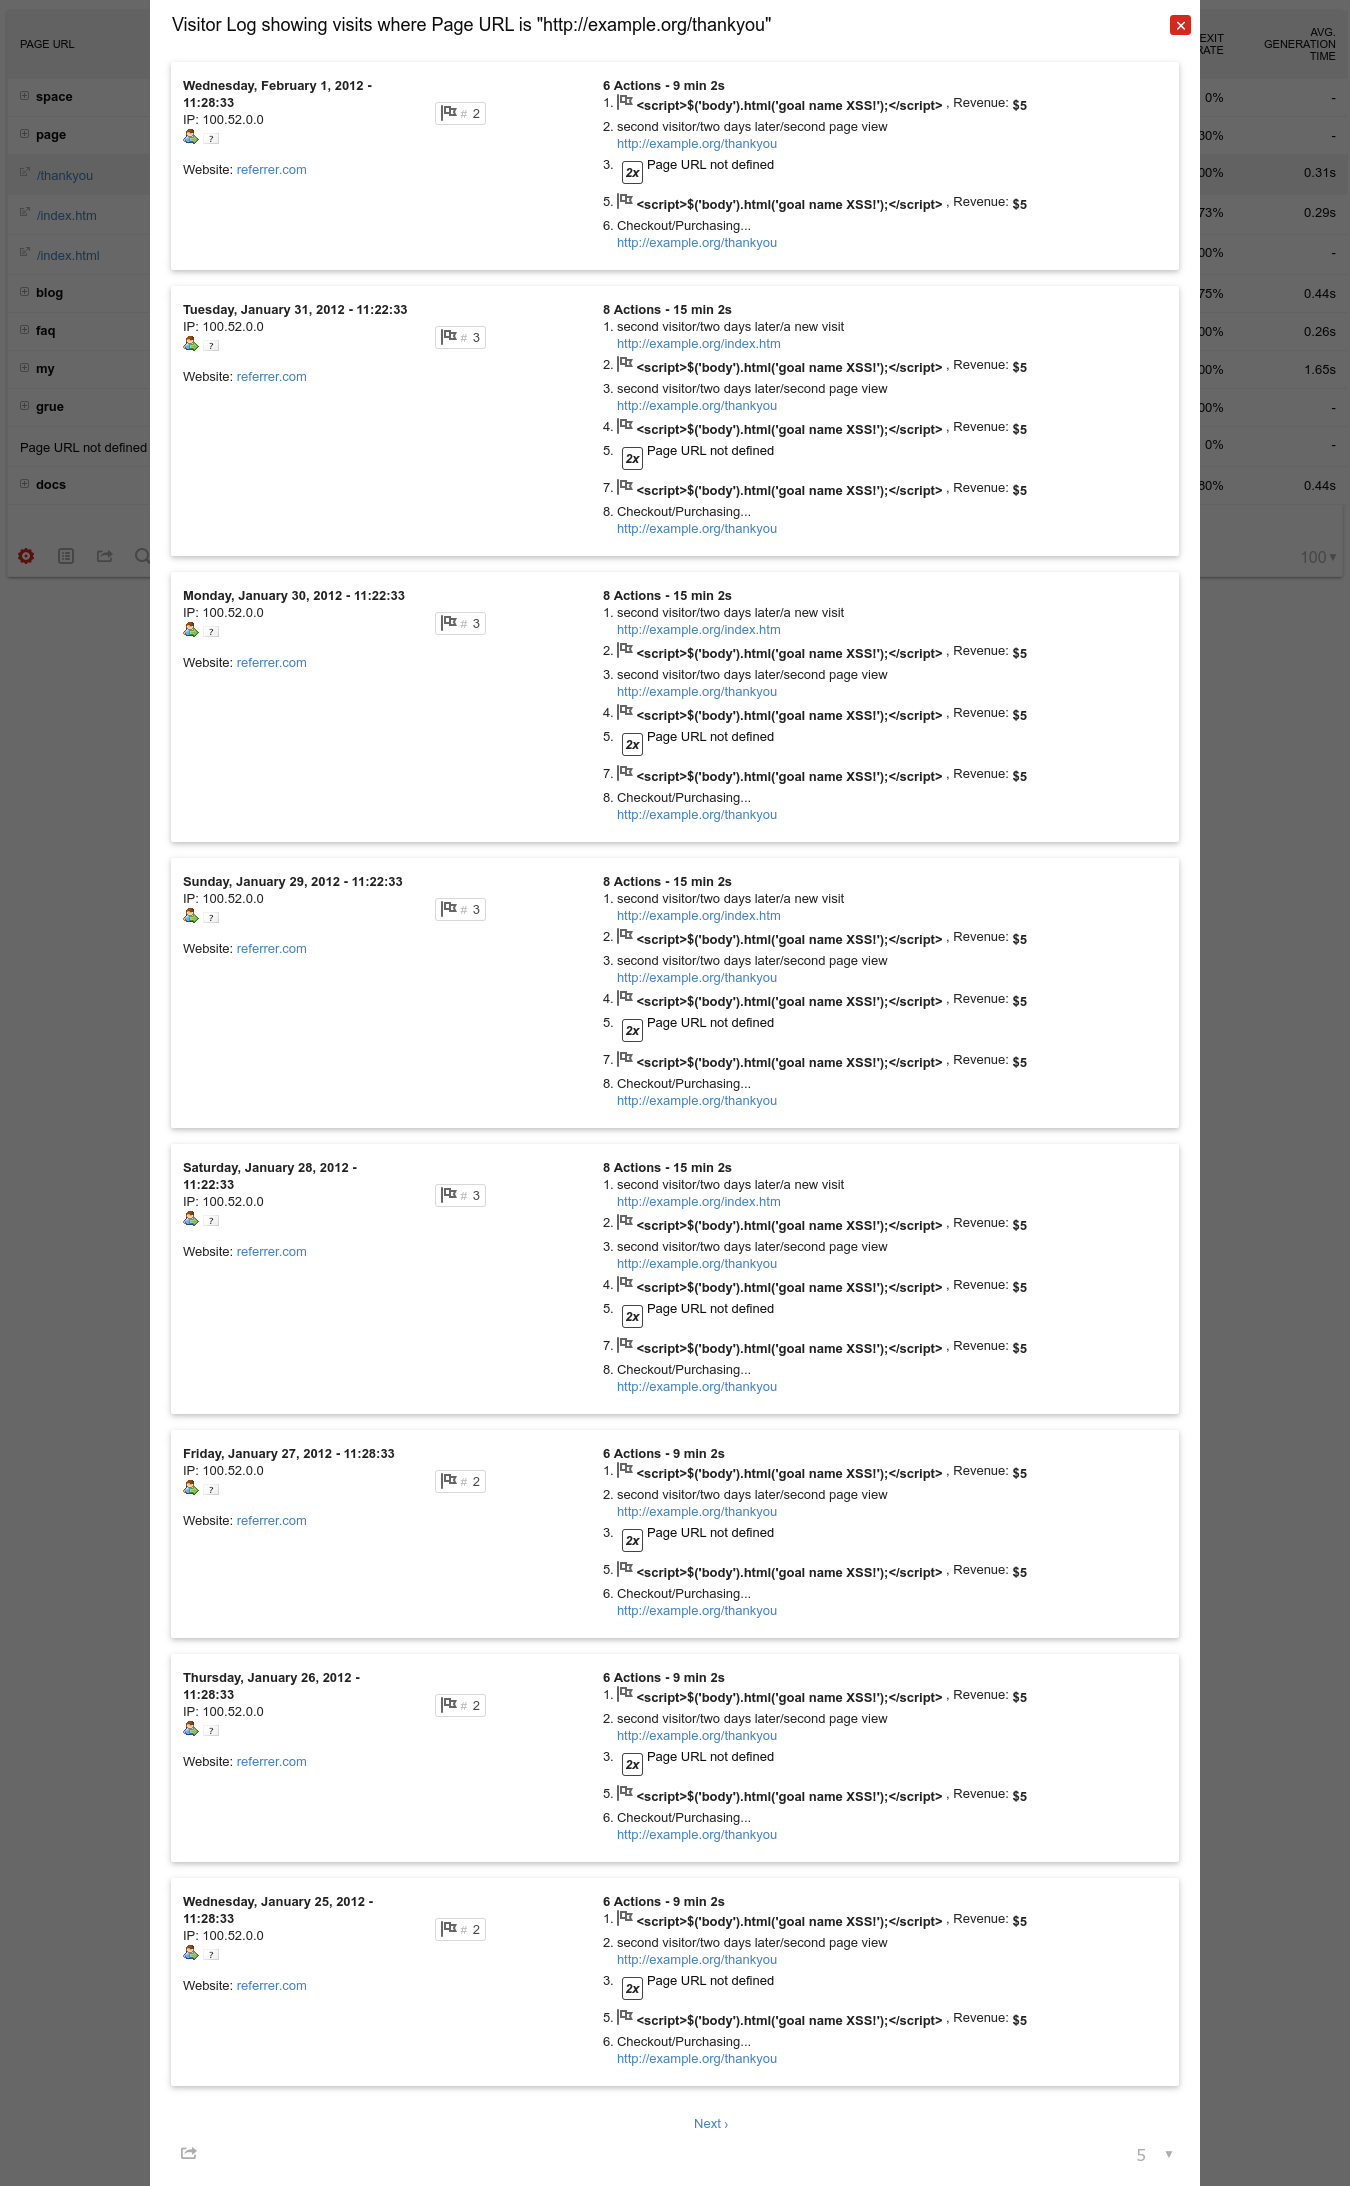 Visitor Log showing visits where Page URL is "http://example.org/thankyou"
PAGE URL
EXIT
RATE
AVG.
GENERATION
TIME
space
0%
-
page
30%
-
/thankyou
00%
0.31s
/index.htm
73%
0.29s
/index.html
00%
-
blog
75%
0.44s
faq
00%
0.26s
my
00%
1.65s
grue
00%
-
Page URL not defined
0%
-
docs
80%
0.44s
100
Wednesday, February 1, 2012 -
11:28:33
IP: 100.52.0.0
?
Website: referrer.com
# 2
6 Actions - 9 min 2s
1. <script>$('body').html('goal name XSS!');</script> , Revenue: $5
2. second visitor/two days later/second page view
http://example.org/thankyou
3. 2x Page URL not defined
5. <script>$('body').html('goal name XSS!');</script> , Revenue: $5
6. Checkout/Purchasing...
http://example.org/thankyou
Tuesday, January 31, 2012 - 11:22:33
IP: 100.52.0.0
?
Website: referrer.com
# 3
8 Actions - 15 min 2s
1. second visitor/two days later/a new visit
http://example.org/index.htm
2. <script>$('body').html('goal name XSS!');</script> , Revenue: $5
3. second visitor/two days later/second page view
http://example.org/thankyou
4. <script>$('body').html('goal name XSS!');</script> , Revenue: $5
5. 2x Page URL not defined
7. <script>$('body').html('goal name XSS!');</script> , Revenue: $5
8. Checkout/Purchasing...
http://example.org/thankyou
Monday, January 30, 2012 - 11:22:33
IP: 100.52.0.0
?
Website: referrer.com
# 3
8 Actions - 15 min 2s
1. second visitor/two days later/a new visit
http://example.org/index.htm
2. <script>$('body').html('goal name XSS!');</script> , Revenue: $5
3. second visitor/two days later/second page view
http://example.org/thankyou
4. <script>$('body').html('goal name XSS!');</script> , Revenue: $5
5. 2x Page URL not defined
7. <script>$('body').html('goal name XSS!');</script> , Revenue: $5
8. Checkout/Purchasing...
http://example.org/thankyou
Sunday, January 29, 2012 - 11:22:33
IP: 100.52.0.0
?
Website: referrer.com
# 3
8 Actions - 15 min 2s
1. second visitor/two days later/a new visit
http://example.org/index.htm
2. <script>$('body').html('goal name XSS!');</script> , Revenue: $5
3. second visitor/two days later/second page view
http://example.org/thankyou
4. <script>$('body').html('goal name XSS!');</script> , Revenue: $5
5. 2x Page URL not defined
7. <script>$('body').html('goal name XSS!');</script> , Revenue: $5
8. Checkout/Purchasing...
http://example.org/thankyou
Saturday, January 28, 2012 -
11:22:33
IP: 100.52.0.0
?
Website: referrer.com
# 3
8 Actions - 15 min 2s
1. second visitor/two days later/a new visit
http://example.org/index.htm
2. <script>$('body').html('goal name XSS!');</script> , Revenue: $5
3. second visitor/two days later/second page view
http://example.org/thankyou
4. <script>$('body').html('goal name XSS!');</script> , Revenue: $5
5. 2x Page URL not defined
7. <script>$('body').html('goal name XSS!');</script> , Revenue: $5
8. Checkout/Purchasing...
http://example.org/thankyou
Friday, January 27, 2012 - 11:28:33
IP: 100.52.0.0
?
Website: referrer.com
# 2
6 Actions - 9 min 2s
1. <script>$('body').html('goal name XSS!');</script> , Revenue: $5
2. second visitor/two days later/second page view
http://example.org/thankyou
3. 2x Page URL not defined
5. <script>$('body').html('goal name XSS!');</script> , Revenue: $5
6. Checkout/Purchasing...
http://example.org/thankyou
Thursday, January 26, 2012 -
11:28:33
IP: 100.52.0.0
?
Website: referrer.com
# 2
6 Actions - 9 min 2s
1. <script>$('body').html('goal name XSS!');</script> , Revenue: $5
2. second visitor/two days later/second page view
http://example.org/thankyou
3. 2x Page URL not defined
5. <script>$('body').html('goal name XSS!');</script> , Revenue: $5
6. Checkout/Purchasing...
http://example.org/thankyou
Wednesday, January 25, 2012 -
11:28:33
IP: 100.52.0.0
?
Website: referrer.com
# 2
6 Actions - 9 min 2s
1. <script>$('body').html('goal name XSS!');</script> , Revenue: $5
2. second visitor/two days later/second page view
http://example.org/thankyou
3. 2x Page URL not defined
5. <script>$('body').html('goal name XSS!');</script> , Revenue: $5
6. Checkout/Purchasing...
http://example.org/thankyou
Next ›
5